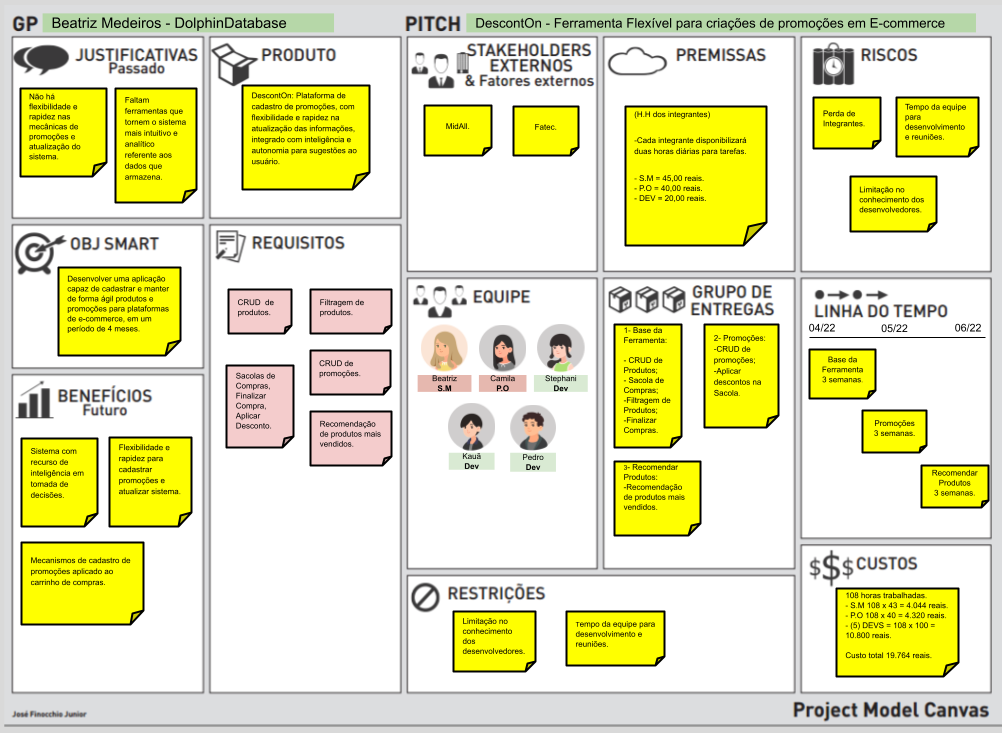 GP Beatriz Medeiros - DolphinDatabase
PITCH DescontOn - Ferramenta Flexível para criações de promoções em E-commerce
JUSTIFICATIVAS
Passado
Não há
flexibilidade e
rapidez nas
mecânicas de
promoções e
atualização do
sistema.
Faltam
ferramentas que
tornem o sistema
mais intuitivo e
analítico
referente aos
dados que
armazena.
PRODUTO
DescontOn: Plataforma de
cadastro de promoções, com
flexibilidade e rapidez na
atualização das informações,
integrado com inteligência e
autonomia para sugestões ao
usuário.
STAKEHOLDERS
EXTERNOS
& Fatores externos
MidAll.
Fatec.
PREMISSAS
(H.H dos integrantes)
-Cada integrante disponibilizará
duas horas diárias para tarefas.
- S.M = 45,00 reais.
- P.O = 40,00 reais.
- DEV = 20,00 reais.
RISCOS
Perda de
Integrantes.
Tempo da equipe
para
desenvolvimento
e reuniões.
Limitação no
conhecimento dos
desenvolvedores.
OBJ SMART
Desenvolver uma aplicação
capaz de cadastrar e manter
de forma ágil produtos e
promoções para plataformas
de e-commerce, em um
período de 4 meses.
REQUISITOS
CRUD de
produtos.
Filtragem de
produtos.
CRUD de
promoções.
Sacolas de
Compras,
Finalizar
Compra,
Aplicar
Desconto.
Recomendação
de produtos mais
vendidos.
EQUIPE
Beatriz
S.M
Camila
P.O
Stephani
Dev
Kauã
Dev
Pedro
Dev
GRUPO DE
ENTREGAS
1- Base da
Ferramenta:
- CRUD de
Produtos;
- Sacola de
Compras;
-Filtragem de
Produtos;
-Finalizar
Compras.
2- Promoções:
-CRUD de
promoções;
-Aplicar
descontos na
Sacola.
3- Recomendar
Produtos:
-Recomendação
de produtos mais
vendidos.
LINHA DO TEMPO
04/22 05/22 06/22
Base da
Ferramenta
3 semanas.
Promoções
3 semanas.
Recomendar
Produtos
3 semanas.
BENEFÍCIOS
Futuro
Sistema com
recurso de
inteligência em
tomada de
decisões.
Flexibilidade e
rapidez para
cadastrar
promoções e
atualizar sistema.
Mecanismos de cadastro de
promoções aplicado ao
carrinho de compras.
RESTRIÇÕES
Limitação no
conhecimento
dos
desenvolvedores.
Tempo da equipe para
desenvolvimento e
reuniões.
$$$ CUSTOS
108 horas trabalhadas.
- S.M 108 x 43 = 4.044 reais.
- P.O 108 x 40 = 4.320 reais.
- (5) DEVS = 108 x 100 =
10.800 reais.
Custo total 19.764 reais.
José Finocchio Junior
Project Model Canvas